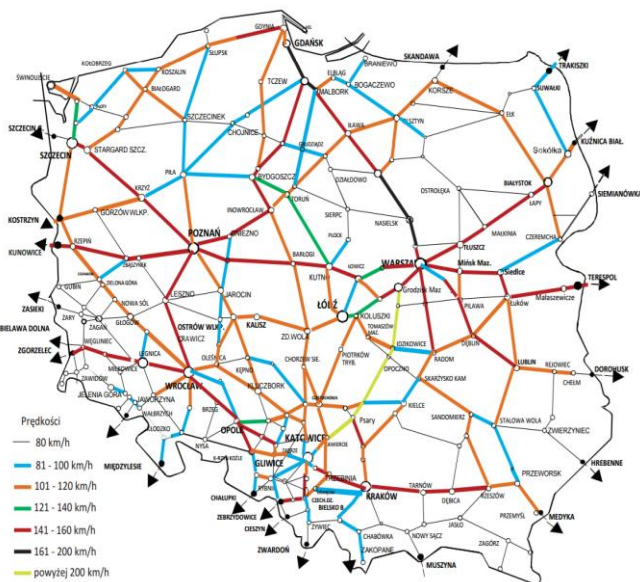 GDYNIA
HEL
GDAŃSK
KOŁOBRZEG
SŁUPSK
KOSZALIN
BIAŁOGARD
ŚWINOUJŚCIE
TCZEW
ELBLĄG
BRANIEWO
BOGACZEWO
MALBORK
SKANDAWA
KORSZE
TRAKISZKI
SUWAŁKI
SZCZECIN
STARGARD SZCZ.
SZCZECINEK
CHOJNICE
GRUDZIĄDZ
IŁAWA
EŁK
Sokółka
KUŹNICA BIAŁ.
PIŁA
BYDGOSZCZ
TORUŃ
DZIAŁDOWO
OSTROŁĘKA
BIAŁYSTOK
ŁAPY
SIEMIANÓWKA
KRZYŻ
KOSTRZYN
GORZÓW WLKP.
INOWROCŁAW
SIERPC
NASIELSK
MAŁKINIA
CZEREMCHA
POZNAŃ
GNIEZNO
PŁOCK
TŁUSZCZ
KUNOWICE
RZEPIN
ZBĄSZYNEK
BARŁOGI
KUTNO
ŁOWICZ
Mińsk Maz.
Siedlce
TERESPOL
Małaszewicze
GUBIN
ZIELONA GÓRA
LESZNO
JAROCIN
ŁÓDŹ
KOLUSZKI
Grodzisk Maz
ZASIEKI
ŻARY
ŻAGAŃ
NOWA SÓL
GŁOGÓW
OSTRÓW WLKP.
KALISZ
ZD.WOLA
TOMASZÓW
MAZ.
PILAWA
ŁUKÓW
BIELAWA DOLNA
WĘGLINIEC
LEGNICA
RAWICZ
OLEŚNICA
KĘPNO
CHORZEW SIE.
PIOTRKÓW
TRYB.
OPOCZNO
RADOM
DĘBLIN
ZGORZELEC
MIŁKOWICE
ZAWIDÓW
WROCŁAW
KLUCZBORK
SKARŻYSKO KAM
LUBLIN
REJOWIEC
CHEŁM
DOROHUSK
JELENIA GÓRA
JAWORZYNA
WAŁBRZYCH
BRZEG
OPOLE
Psary
KIELCE
SANDOMIERZ
STALOWA WOLA
ZWIERZYNIEC
KŁODZKO
NYSA
KATOWICE
GLIWICE
HREBENNE
MIĘDZYLESIE
RYBNIK
KRAKÓW
TARNÓW
DĘBICA
RZESZÓW
PRZEWORSK
CHAŁUPKI
ZEBRZYDOWICE
CIESZYN
BIELSKO B.
PRZEMYŚL
MEDYKA
ŻYWIEC
CHABÓWKA
NOWY SĄCZ
JASŁO
ZAGÓRZ
ZWARDOŃ
ZAKOPANE
MUSZYNA
Prędkości
80 km/h
81 - 100 km/h
101 - 120 km/h
121 - 140 km/h
141 - 160 km/h
161 - 200 km/h
powyżej 200 km/h